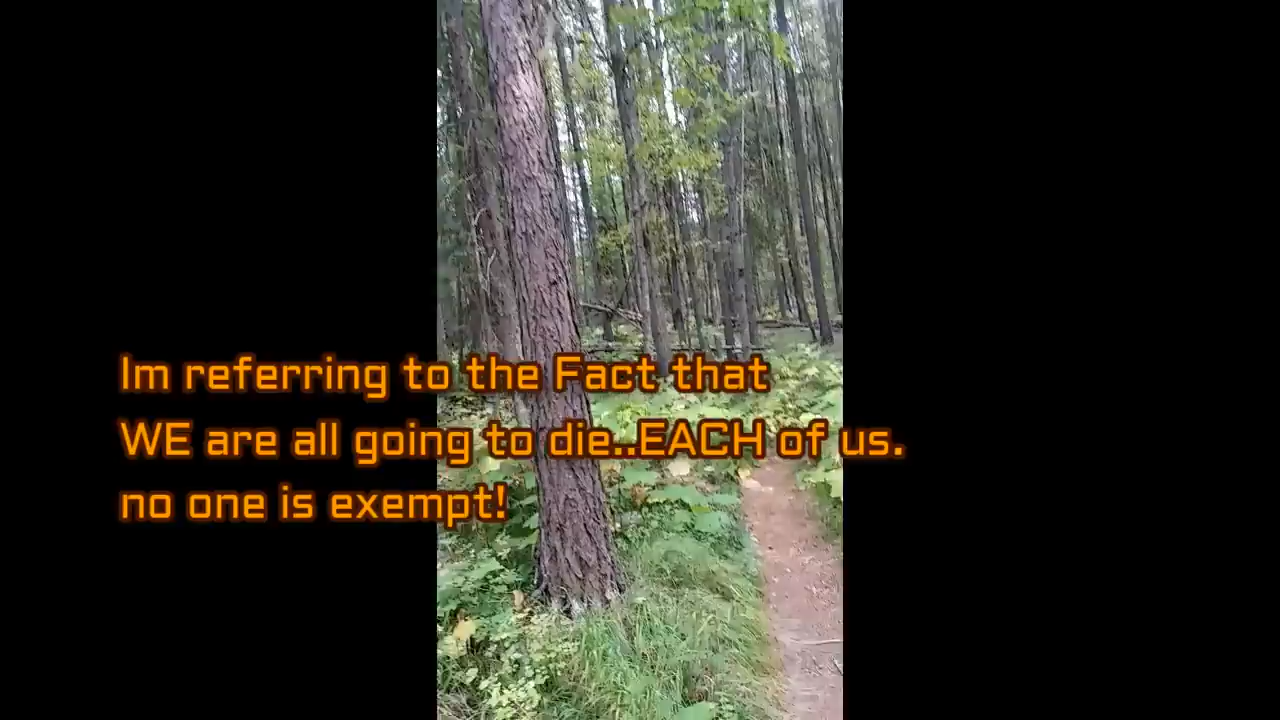 Im referring to the Fact that
WE are all going to die..EACH of us.
no one is exempt!